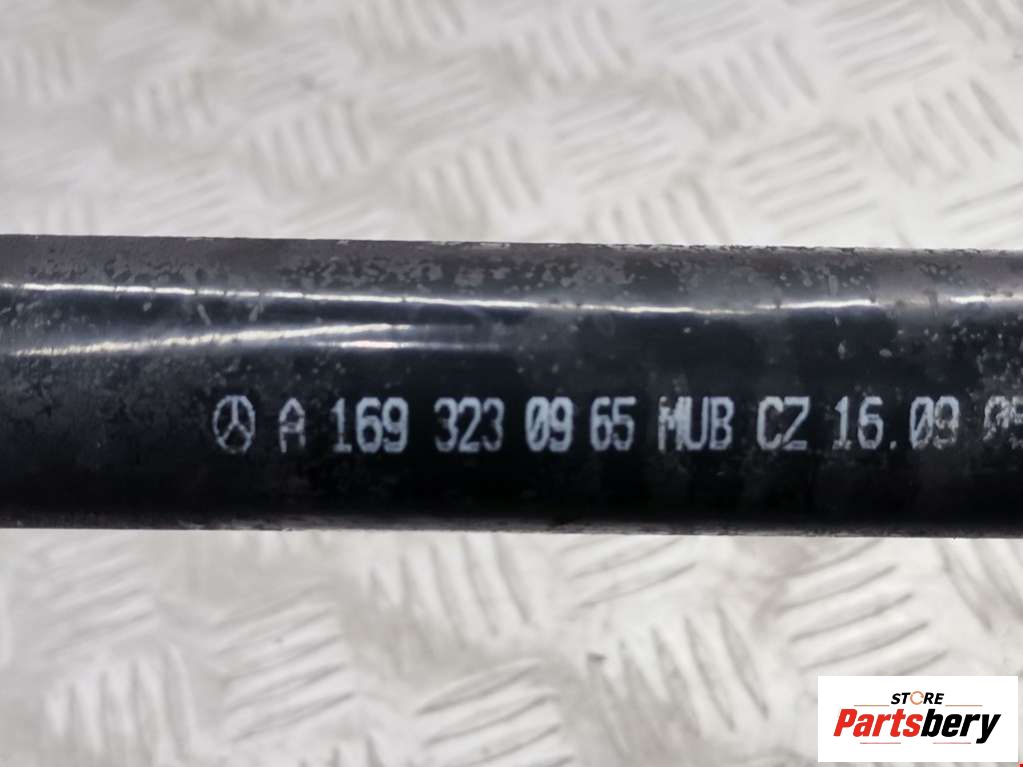 A 169 323 09 65 MUB CZ 16.09
STORE
Partsbery